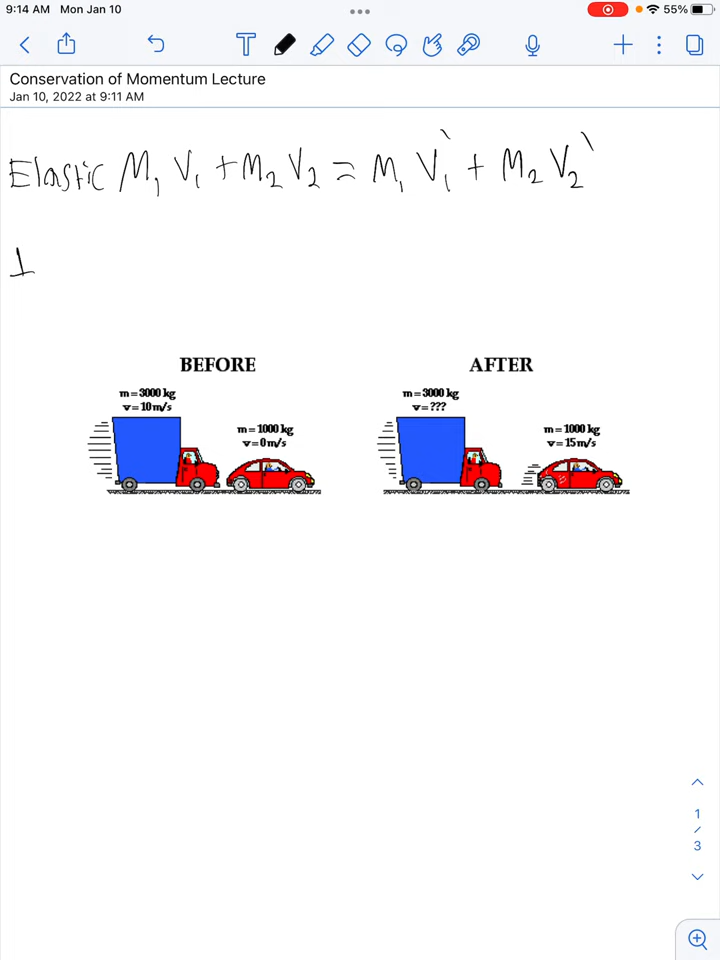 9:14 AM Mon Jan 10
55%
T
Conservation of Momentum Lecture
Jan 10, 2022 at 9:11 AM
Elastic M₁ V₁ + M₂ V₂ = M₁ V₁` + M₂ V₂`
1
BEFORE
AFTER
m = 3000 kg
v = 10 m/s
m = 1000 kg
v = 0 m/s
m = 3000 kg
v = ???
m = 1000 kg
v = 15 m/s
1
/
3